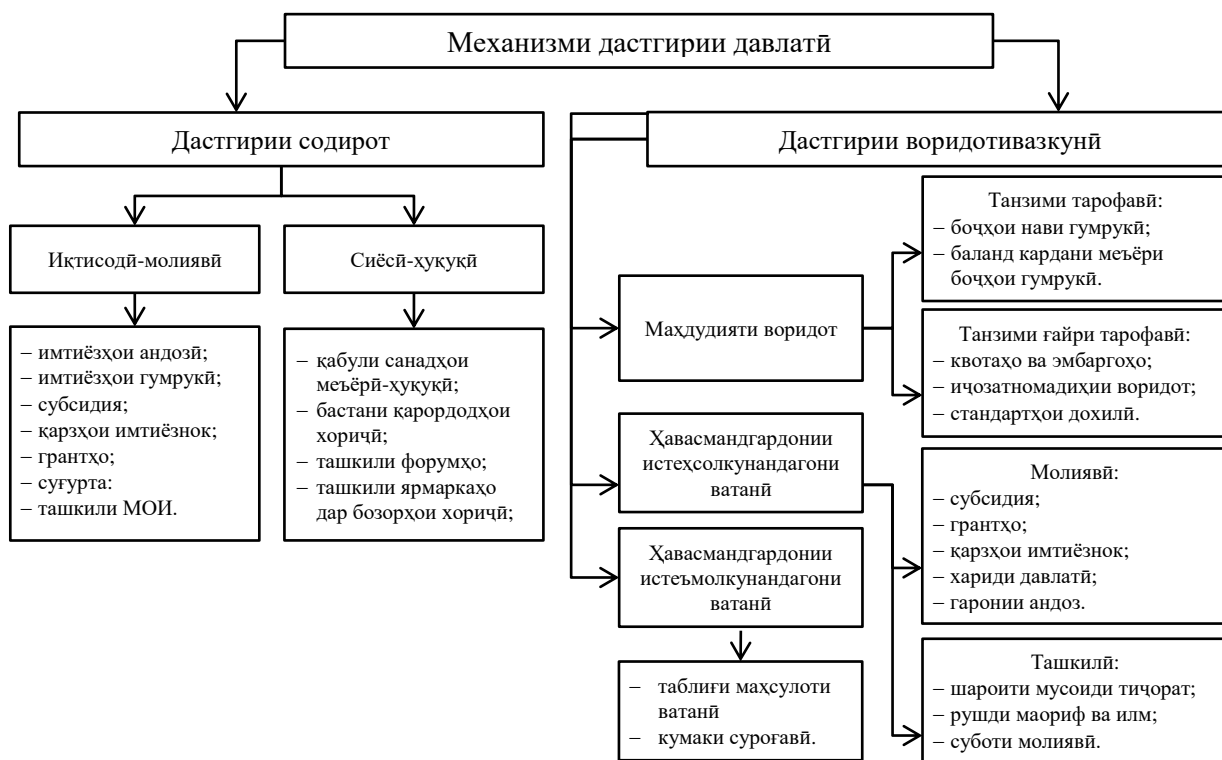 Механизми дастгирии давлатӣ
Дастгирии содирот
Дастгирии воридотивазкунӣ
Иқтисодӣ-молиявӣ
Сиёсӣ-ҳуқуқӣ
– имтиёзҳои андозӣ;
– имтиёзҳои гумрукӣ;
– субсидия;
– қарзҳои имтиёзнок;
– грантҳо;
– суғурта:
– ташкили МОИ.
– қабули санадҳои
меъёрӣ-ҳуқуқӣ;
– бастани қарордодҳои
хориҷӣ;
– ташкили форумҳо;
– ташкили ярмаркаҳо
дар бозорҳои хориҷӣ;
Маҳдудияти воридот
Танзими тарофавӣ:
– боҷҳои нави гумрукӣ;
– баланд кардани меъёри
боҷҳои гумрукӣ.
Танзими ғайри тарофавӣ:
– квотаҳо ва эмбаргоҳо;
– иҷозатномадиҳии воридот;
– стандартҳои дохилӣ.
Ҳавасмандгардонии
истеҳсолкунандагони
ватанӣ
Молиявӣ:
– субсидия;
– грантҳо;
– қарзҳои имтиёзнок;
– хариди давлатӣ;
– гаронии андоз.
Ташкилӣ:
– шароити мусоиди тиҷорат;
– рушди маориф ва илм;
– суботи молиявӣ.
Ҳавасмандгардонии
истеъмолкунандагони
ватанӣ
– таблиғи маҳсулоти
ватанӣ
– кумаки суроғавӣ.